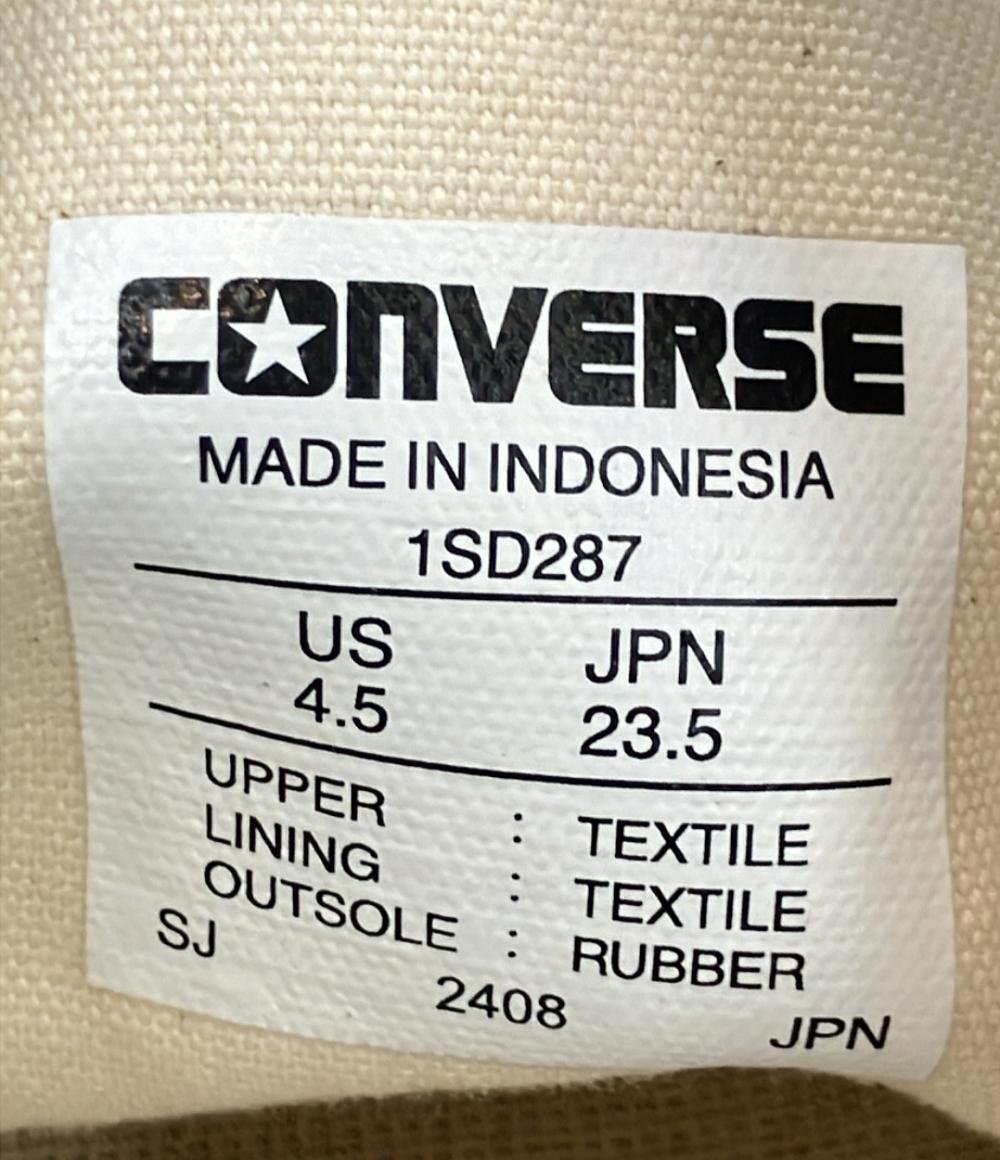 CONVERSE
MADE IN INDONESIA
1SD287
US JPN
4.5 23.5
UPPER : TEXTILE
LINING : TEXTILE
OUTSOLE : RUBBER
SJ 2408 JPN